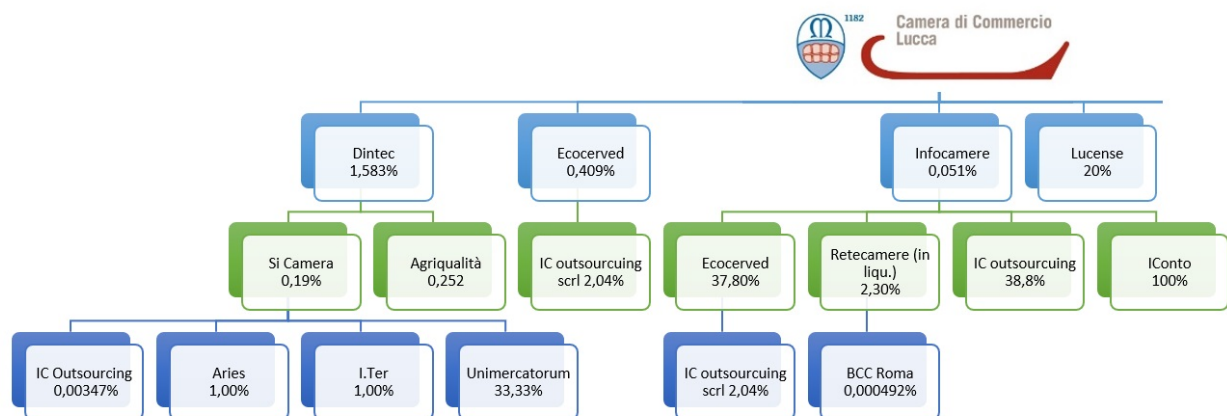 1182
Camera di Commercio
Lucca
Dintec
1,583%
Ecocerved
0,409%
Infocamere
0,051%
Lucense
20%
Si Camera
0,19%
Agriqualità
0,252
IC outsourcuing
scrl 2,04%
Ecocerved
37,80%
Retecamere (in
liqu.)
2,30%
IC outsourcuing
38,8%
IConto
100%
IC Outsourcing
0,00347%
Aries
1,00%
I.Ter
1,00%
Unimercatorum
33,33%
IC outsourcuing
scrl 2,04%
BCC Roma
0,000492%